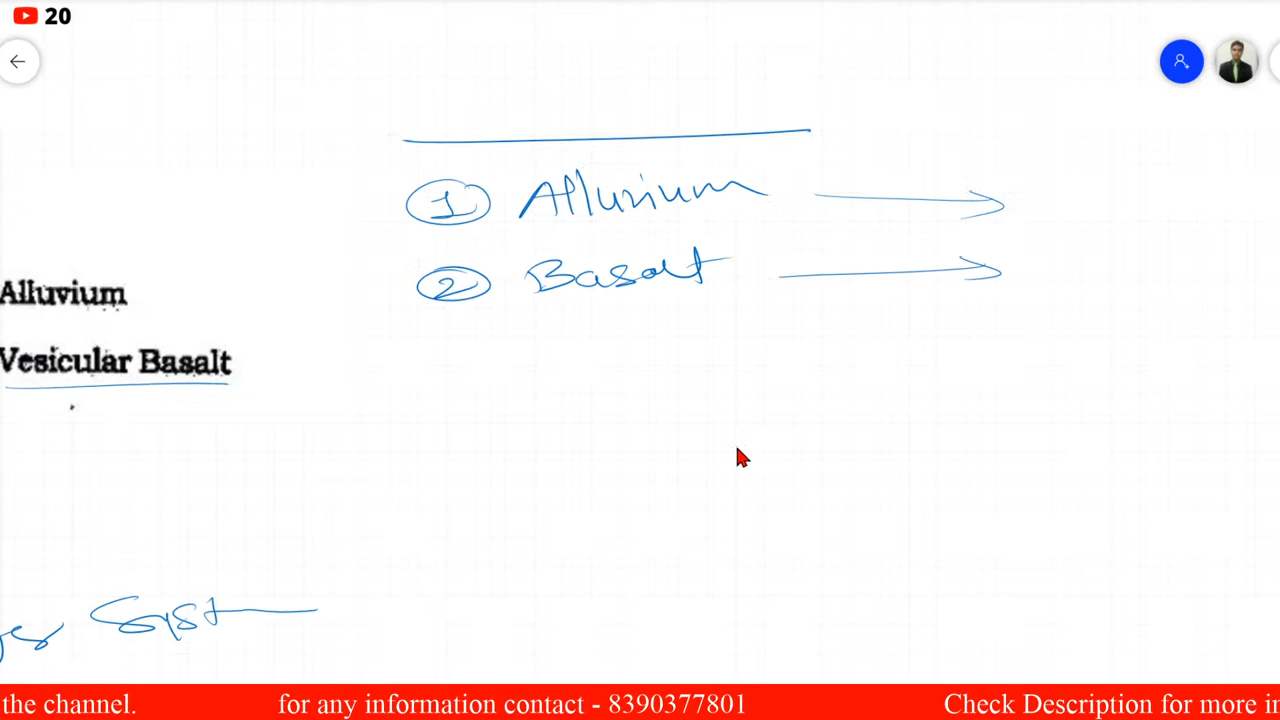 20
1 Alluvium
2 Basalt
Alluvium
Vesicular Basalt
Syst
the channel. for any information contact - 8390377801 Check Description for more in